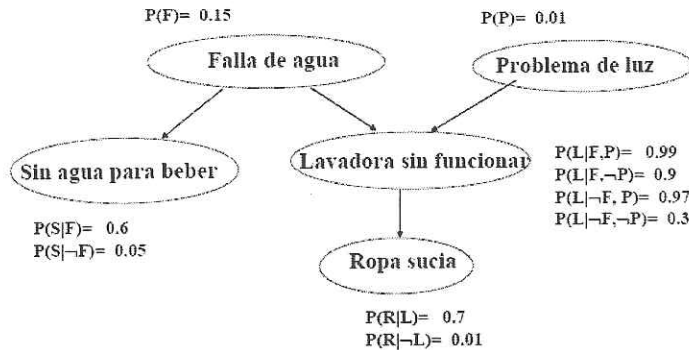 P(F)= 0.15
P(P)= 0.01
Falla de agua
Problema de luz
Sin agua para beber
Lavadora sin funcionar
P(L|F,P)= 0.99
P(L|F,¬P)= 0.9
P(L|¬F, P)= 0.97
P(L|¬F,¬P)= 0.3
P(S|F)= 0.6
P(S|¬F)= 0.05
Ropa sucia
P(R|L)= 0.7
P(R|¬L)= 0.01